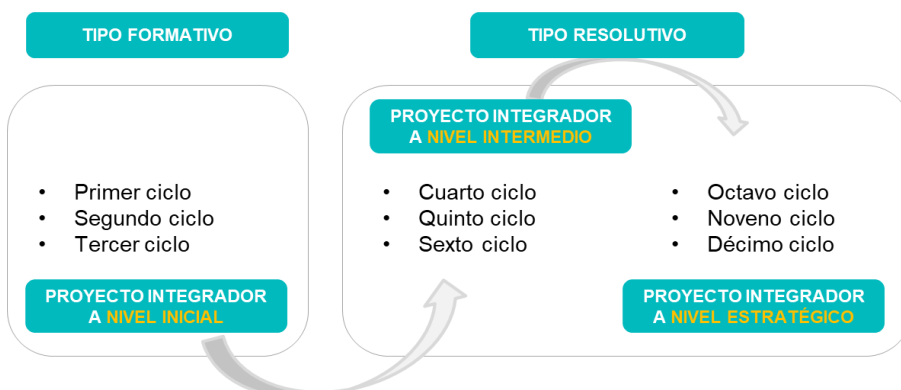 TIPO FORMATIVO
TIPO RESOLUTIVO
• Primer ciclo
• Segundo ciclo
• Tercer ciclo
PROYECTO INTEGRADOR
A NIVEL INICIAL
PROYECTO INTEGRADOR
A NIVEL INTERMEDIO
• Cuarto ciclo
• Quinto ciclo
• Sexto ciclo
• Octavo ciclo
• Noveno ciclo
• Décimo ciclo
PROYECTO INTEGRADOR
A NIVEL ESTRATÉGICO